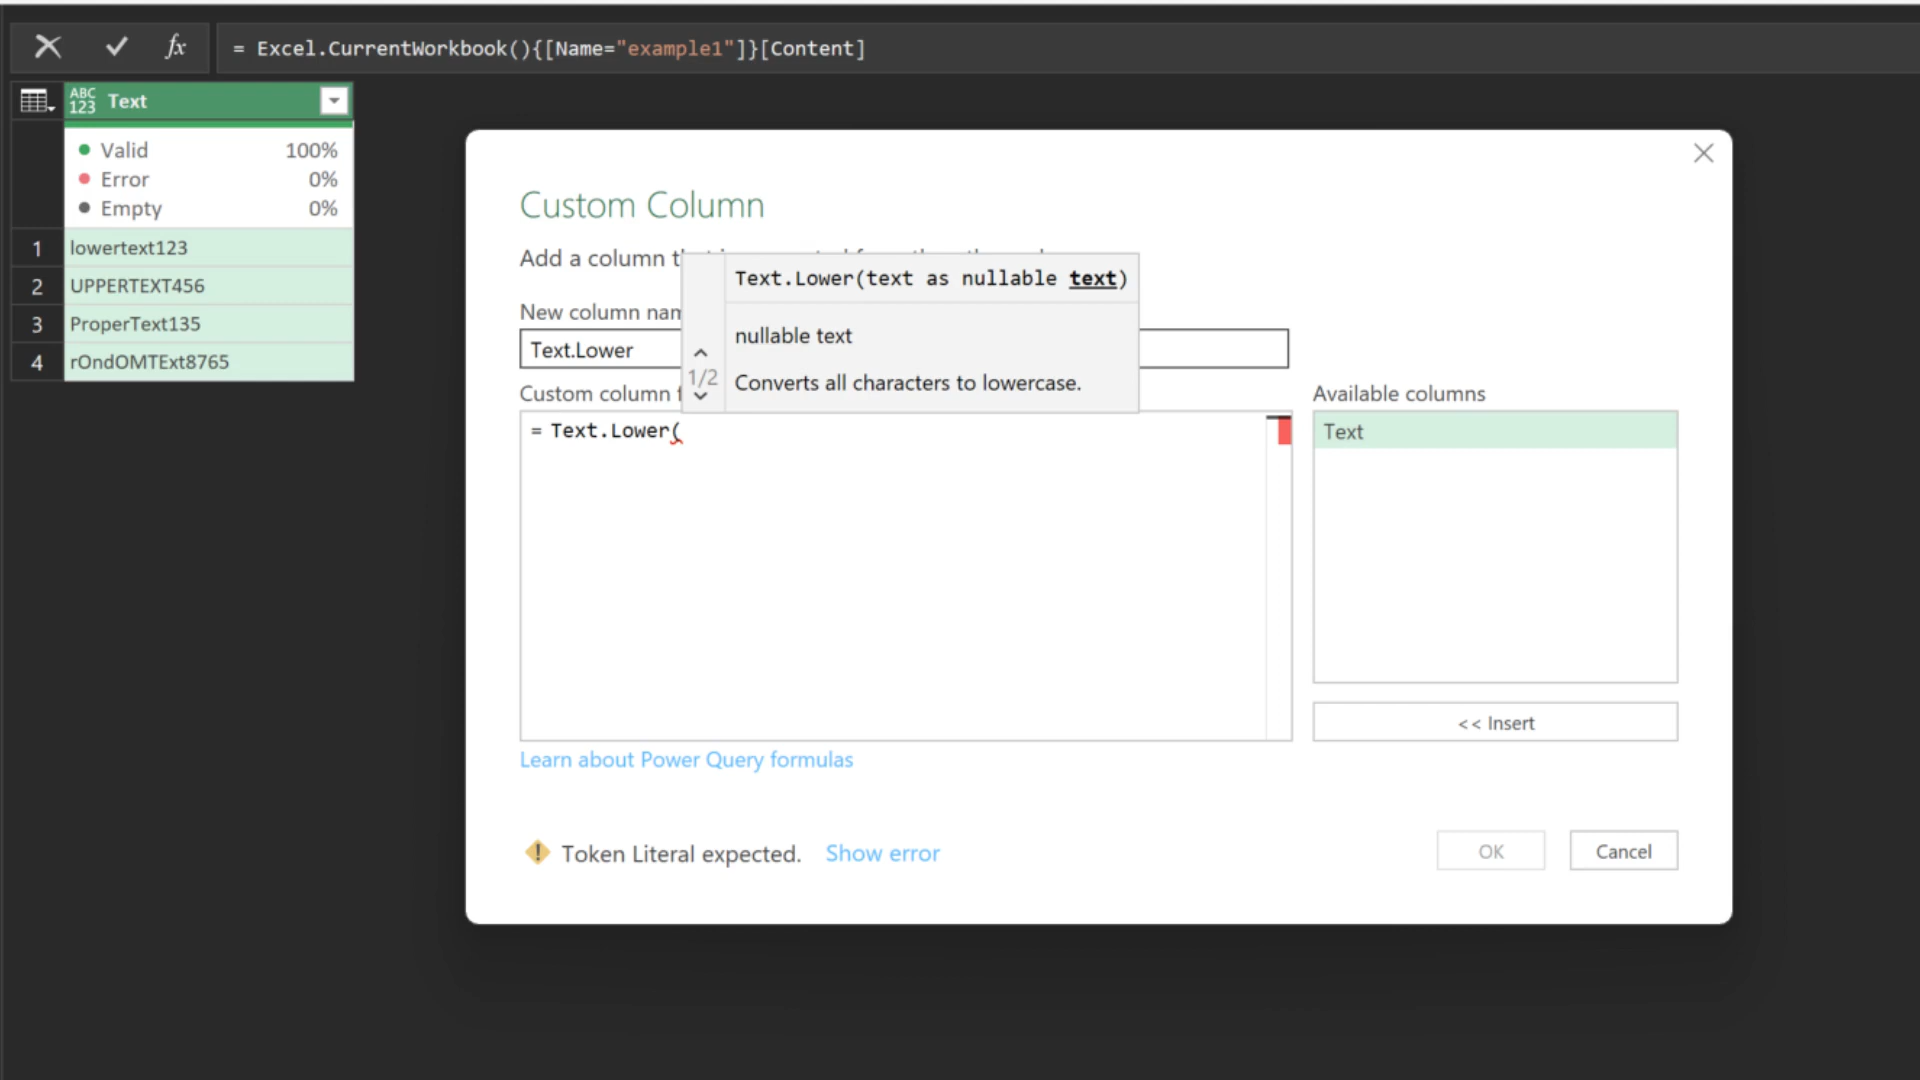 fx = Excel.CurrentWorkbook(){[Name="example1"]}[Content]
ABC
123 Text
Valid 100%
Error 0%
Empty 0%
1 lowertext123
2 UPPERTEXT456
3 ProperText135
4 rOndOMTExt8765
Custom Column
Add a column
Text.Lower(text as nullable text)
New column nam
nullable text
Text.Lower
1/2
Converts all characters to lowercase.
Custom column f
Available columns
= Text.Lower(
Text
<< Insert
Learn about Power Query formulas
Token Literal expected. Show error
OK
Cancel